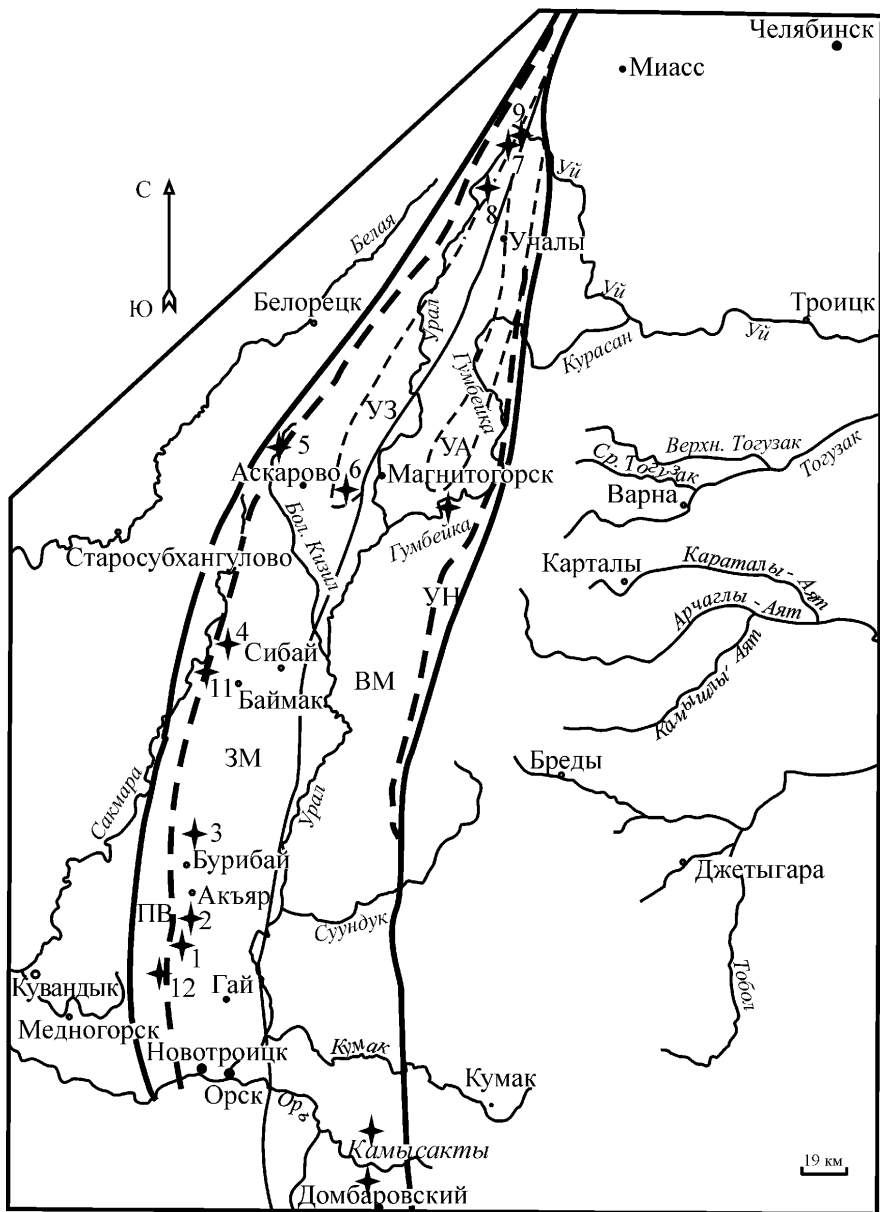 Челябинск
Миасс
9
7
Уй
8
С
Учалы
Белая
Ю
Белорецк
Урал
Уй
Троицк
Уй
Курасан
Гумбейка
УЗ
5
УА
Верхн. Тогузак
Аскарово
6
Магнитогорск
Ср. Тогузак
Тогузак
Варна
Бол. Кизил
Гумбейка
Старосубхангулово
Карталы
Караталы - Аят
УН
Арчаглы - Аят
4
Сибай
11
Баймак
ВМ
Камышлы Аят
ЗМ
Бреды
Сакмара
Урал
3
Бурибай
Джетыгара
Акъяр
ПВ
2
Суундук
1
Кувандык
12
Гай
Тобол
Медногорск
Новотроицк
Кумак
Кумак
Орск
Орь
Камысакты
19 км
Домбаровский